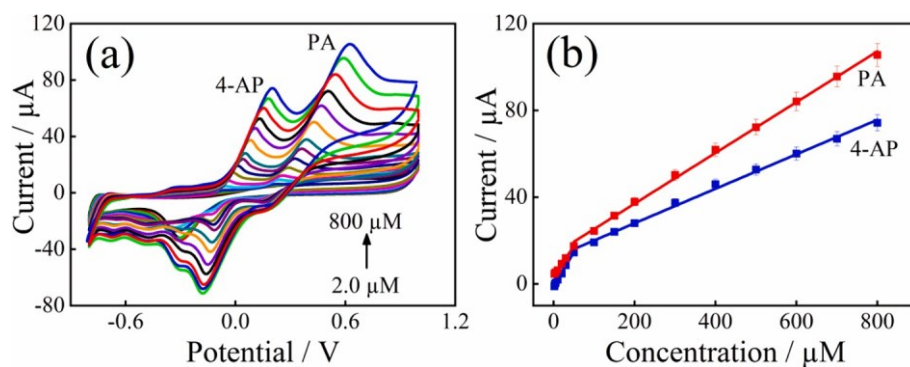 (a)
PA
4-AP
800 µM
2.0 µM
Current / µA
120
80
40
0
-40
-80
-0.6
0.0
0.6
1.2
Potential / V
(b)
PA
4-AP
Current / µA
120
80
40
0
0
200
400
600
800
Concentration / µM